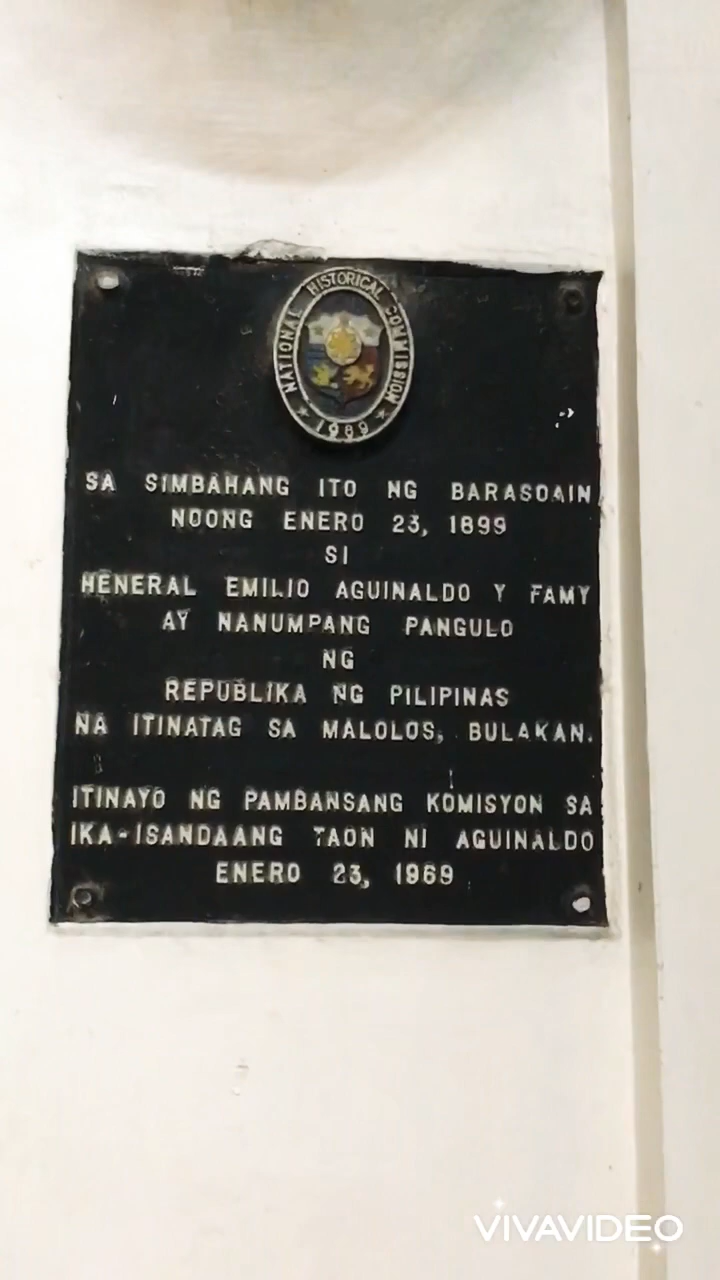 NATIONAL HISTORICAL COMMISSION
1969
SA SIMBAHANG ITO NG BARASOAIN
NOONG ENERO 23, 1899
SI
HENERAL EMILIO AGUINALDO Y FAMY
AY NANUMPANG PANGULO
NG
REPUBLIKA NG PILIPINAS
NA ITINATAG SA MALOLOS, BULAKAN.
ITINAYO NG PAMBANSANG KOMISYON SA
IKA-ISANDAANG TAON NI AGUINALDO
ENERO 23, 1969
VIVAVIDEO